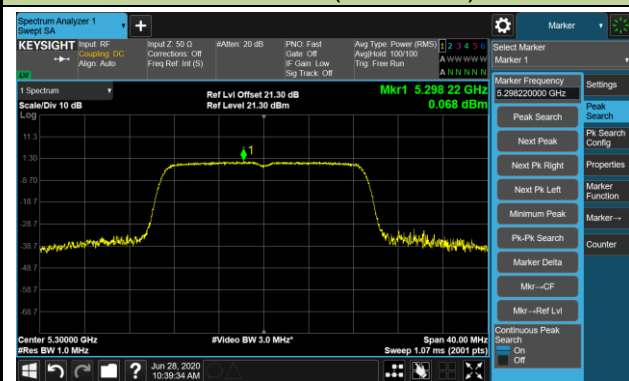 Spectrum Analyzer 1
Swept SA
Marker
KEYSIGHT
Input: RF
Coupling: DC
Align: Auto
Input Z: 50 Ω
Corrections: Off
Freq Ref: Int (S)
#Atten: 20 dB
PNO: Fast
Gate: Off
IF Gain: Low
Sig Track: Off
Avg Type: Power (RMS)
Avg|Hold: 100/100
Trig: Free Run
1 2 3 4 5 6
A W W W W W
A N N N N N
Select Marker
Marker 1
1 Spectrum
Scale/Div 10 dB
Log
Ref Lvl Offset 21.30 dB
Ref Level 21.30 dBm
Mkr1 5.298 22 GHz
0.068 dBm
1
11.3
1.30
-8.70
-18.7
-28.7
-38.7
-48.7
-58.7
-68.7
Center 5.30000 GHz
#Res BW 1.0 MHz
#Video BW 3.0 MHz*
Span 40.00 MHz
Sweep 1.07 ms (2001 pts)
Marker Frequency
5.298220000 GHz
Peak Search
Next Peak
Next Pk Right
Next Pk Left
Minimum Peak
Pk-Pk Search
Marker Delta
Mkr→CF
Mkr→Ref Lvl
Continuous Peak
Search
On
Off
Settings
Peak
Search
Pk Search
Config
Properties
Marker
Function
Marker→
Counter
Jun 28, 2020
10:39:34 AM